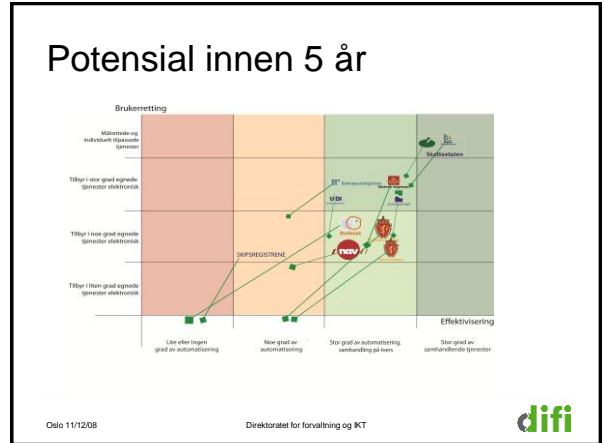 Potensial innen 5 år
Brukerretting
Målrettede og
individuelt tilpassede
tjenester
Skatteetaten
Tilbyr i stor grad egnede
tjenester elektronisk
UDI
Tilbyr i noe grad egnede
tjenester elektronisk
nav
SKIPSREGISTRENE
Tilbyr i liten grad egnede
tjenester elektronisk
Effektivisering
Lite eller ingen
grad av automatisering
Noe grad av
automatisering
Stor grad av automatisering,
samhandling på tvers
Stor grad av
samhandlende tjenester
Oslo 11/12/08
Direktoratet for forvaltning og IKT
difi